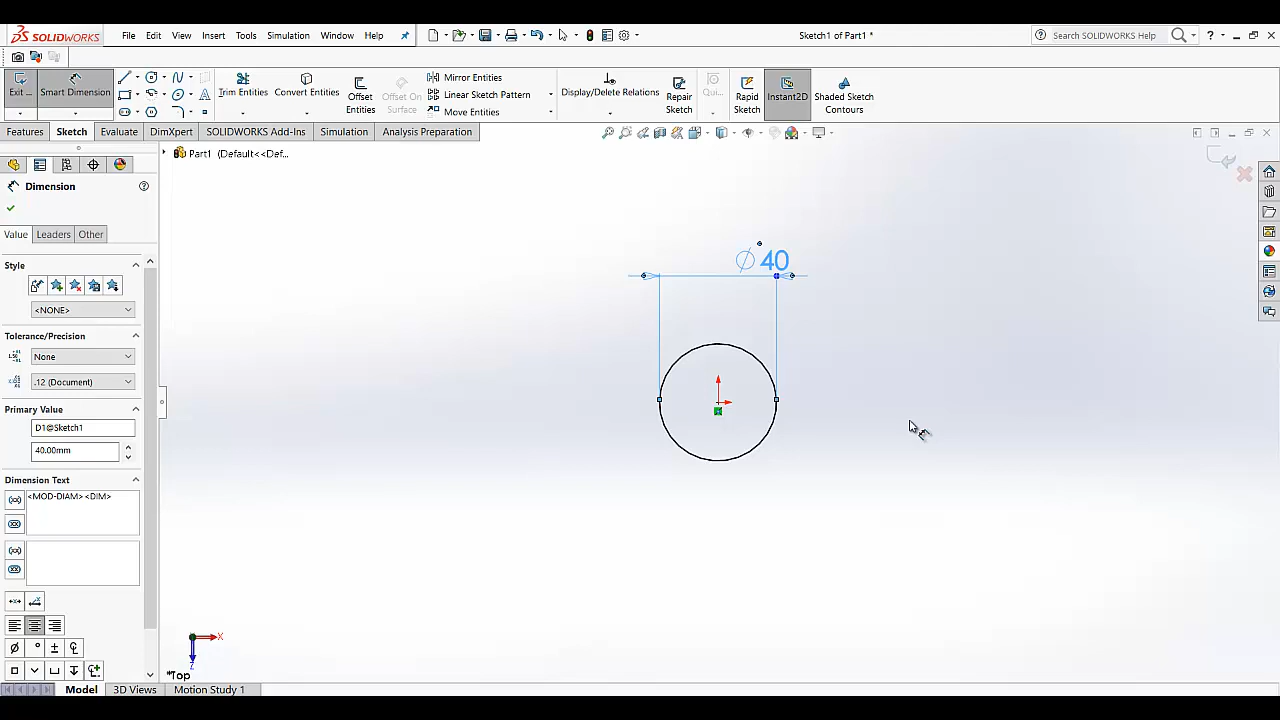 SOLIDWORKS
File Edit View Insert Tools Simulation Window Help
Sketch1 of Part1 *
Search SOLIDWORKS Help
Exit ...
Smart Dimension
Trim Entities
Convert Entities
Offset Entities
Offset On Surface
Mirror Entities
Linear Sketch Pattern
Move Entities
Display/Delete Relations
Repair Sketch
Qui...
Rapid Sketch
Instant2D
Shaded Sketch Contours
Features Sketch Evaluate DimXpert SOLIDWORKS Add-Ins Simulation Analysis Preparation
Part1 (Default<<Def...
Dimension
Value Leaders Other
Style
<NONE>
Tolerance/Precision
None
.12 (Document)
Primary Value
D1@Sketch1
40.00mm
Dimension Text
<MOD-DIAM><DIM>
∅40
X
Z
*Top
Model 3D Views Motion Study 1